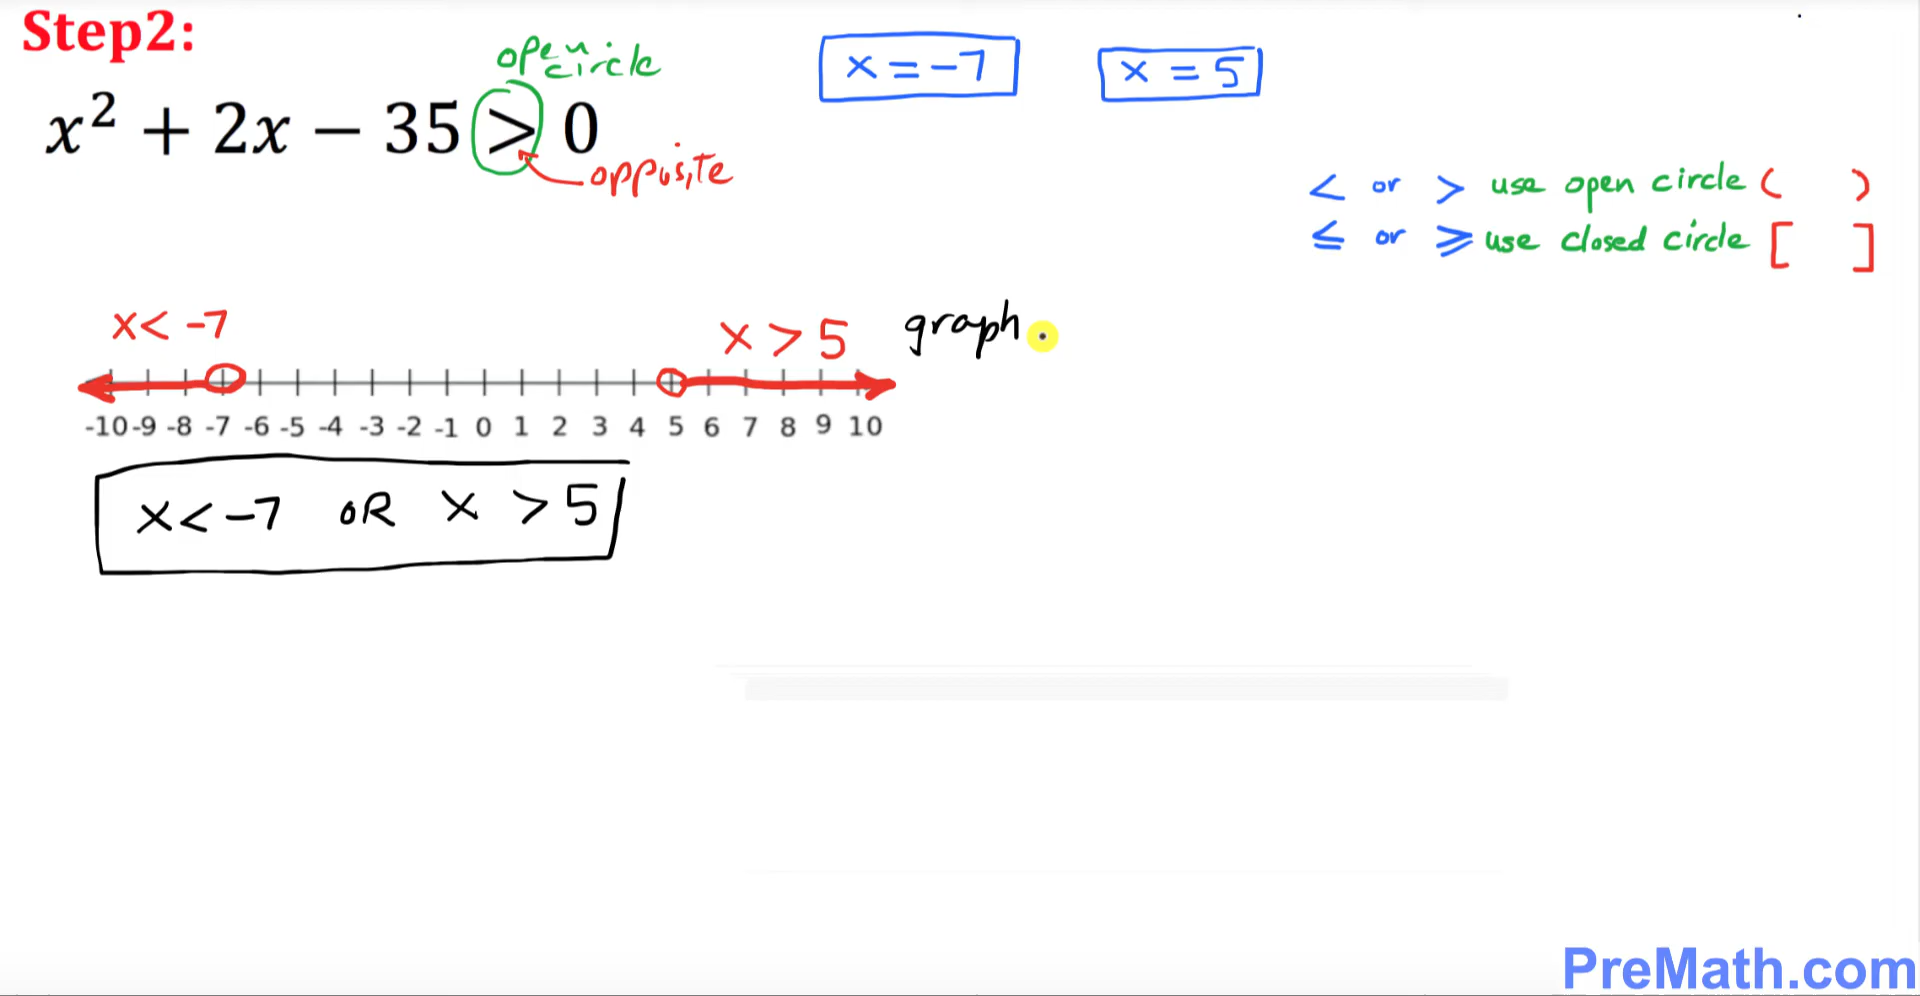 Step2:
open circle
x = -7
x = 5
x² + 2x − 35 > 0
opposite
< or > use open circle ( )
≤ or ≥ use closed circle [ ]
x < -7
x > 5
graph
-10 -9 -8 -7 -6 -5 -4 -3 -2 -1 0 1 2 3 4 5 6 7 8 9 10
x < -7 OR x > 5
PreMath.com